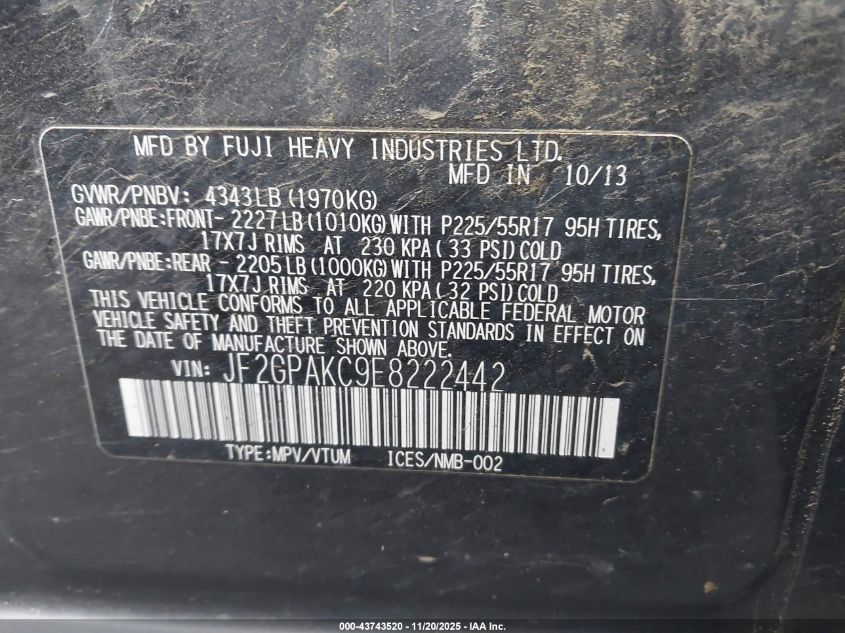 MFD BY FUJI HEAVY INDUSTRIES LTD.
MFD IN 10/13
GVWR/PNBV: 4343LB (1970KG)
GAWR/PNBE:FRONT- 2227LB (1010KG) WITH P225/55R17 95H TIRES,
17X7J RIMS AT 230 KPA (33 PSI) COLD
GAWR/PNBE:REAR - 2205LB (1000KG) WITH P225/55R17 95H TIRES,
17X7J RIMS AT 220 KPA (32 PSI) COLD
THIS VEHICLE CONFORMS TO ALL APPLICABLE FEDERAL MOTOR
VEHICLE SAFETY AND THEFT PREVENTION STANDARDS IN EFFECT ON
THE DATE OF MANUFACTURE SHOWN ABOVE.
VIN: JF2GPAKC9E8222442
TYPE:MPV/VTUM ICES/NMB-002
000-43743520 - 11/20/2025 - IAA Inc.